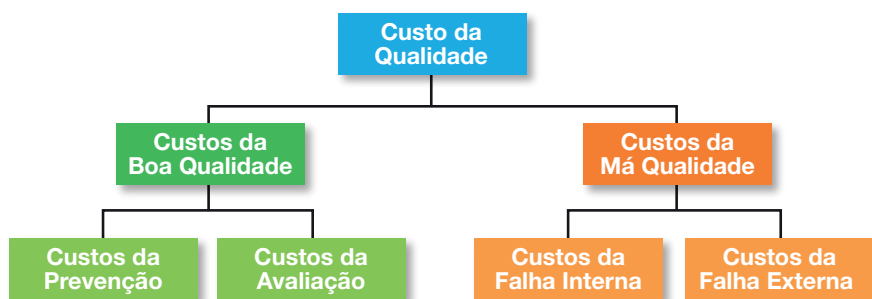 Custo da
Qualidade
Custos da
Boa Qualidade
Custos da
Má Qualidade
Custos da
Prevenção
Custos da
Avaliação
Custos da
Falha Interna
Custos da
Falha Externa